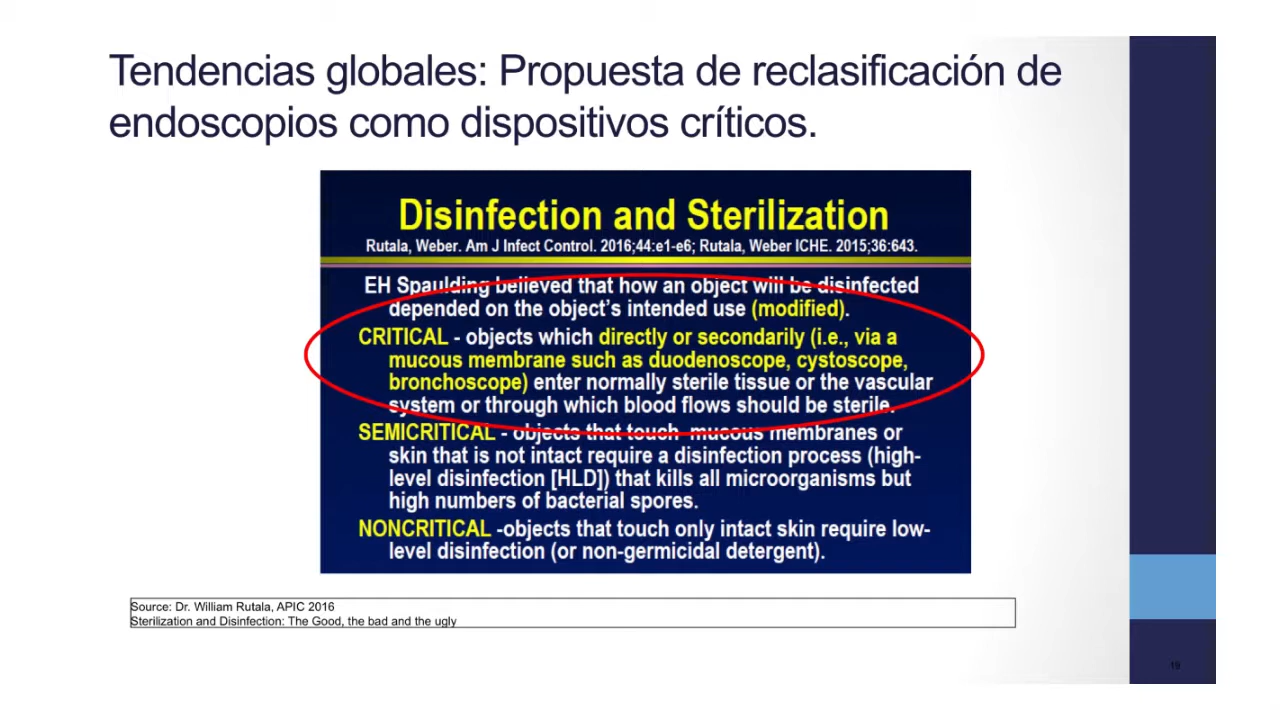 Tendencias globales: Propuesta de reclasificación de
endoscopios como dispositivos críticos.
Disinfection and Sterilization
Rutala, Weber. Am J Infect Control. 2016;44:e1-e6; Rutala, Weber ICHE. 2015;36:643.
EH Spaulding believed that how an object will be disinfected
depended on the object's intended use (modified).
CRITICAL - objects which directly or secondarily (i.e., via a
mucous membrane such as duodenoscope, cystoscope,
bronchoscope) enter normally sterile tissue or the vascular
system or through which blood flows should be sterile.
SEMICRITICAL - objects that touch mucous membranes or
skin that is not intact require a disinfection process (high-
level disinfection [HLD]) that kills all microorganisms but
high numbers of bacterial spores.
NONCRITICAL -objects that touch only intact skin require low-
level disinfection (or non-germicidal detergent).
Source: Dr. William Rutala, APIC 2016
Sterilization and Disinfection: The Good, the bad and the ugly
19